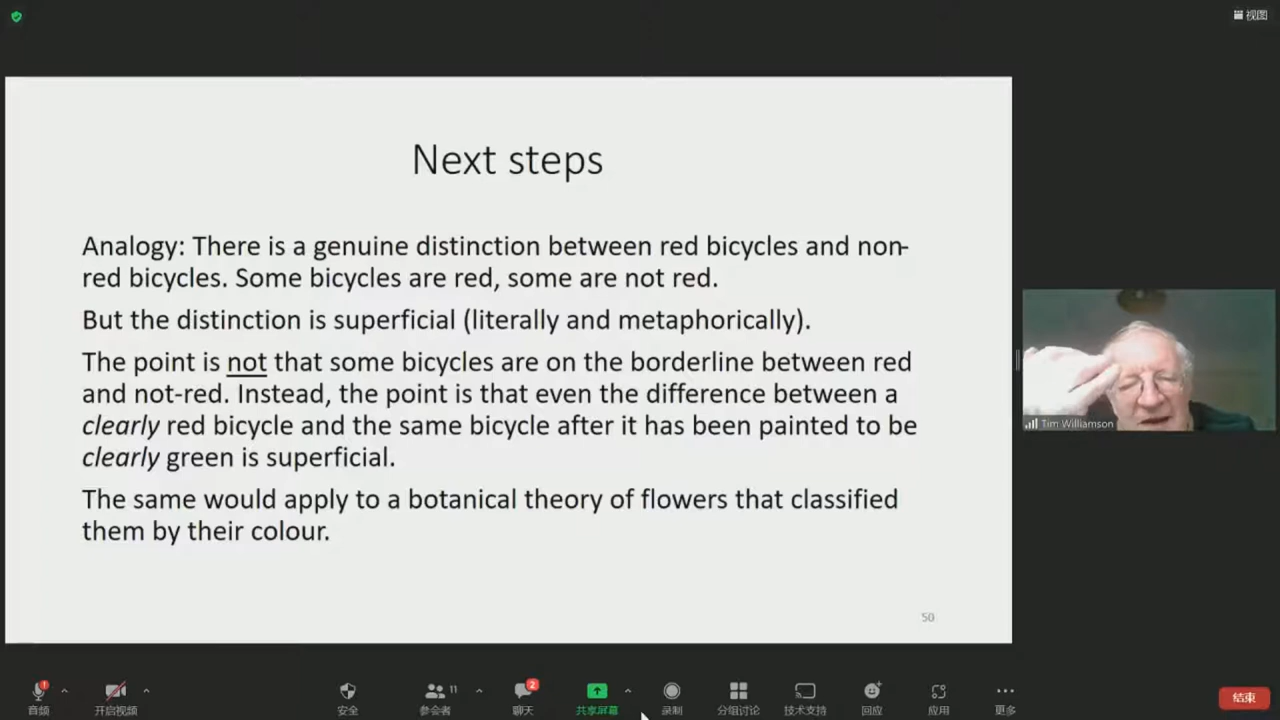 视图
Next steps
Analogy: There is a genuine distinction between red bicycles and non-
red bicycles. Some bicycles are red, some are not red.
But the distinction is superficial (literally and metaphorically).
The point is not that some bicycles are on the borderline between red
and not-red. Instead, the point is that even the difference between a
clearly red bicycle and the same bicycle after it has been painted to be
clearly green is superficial.
The same would apply to a botanical theory of flowers that classified
them by their colour.
50
Tim Williamson
11
2
音频
开启视频
安全
参会者
聊天
共享屏幕
录制
分组讨论
技术支持
回应
应用
更多
结束